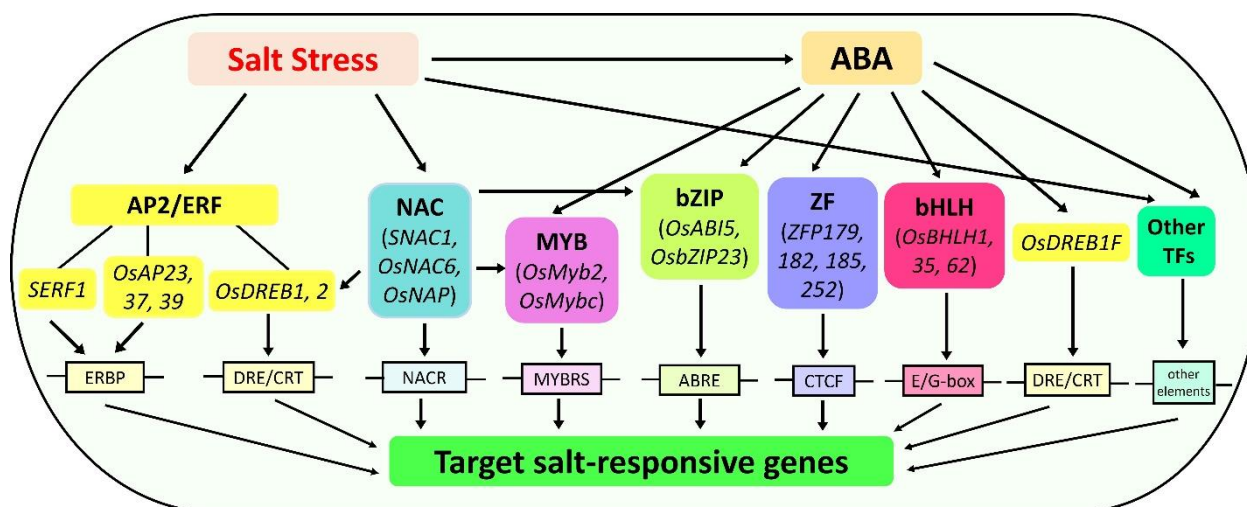 Salt Stress
ABA
AP2/ERF
SERF1
OsAP23,
37, 39
OsDREB1, 2
NAC
(SNAC1,
OsNAC6,
OsNAP)
MYB
(OsMyb2,
OsMybc)
bZIP
(OsABI5,
OsbZIP23)
ZF
(ZFP179,
182, 185,
252)
bHLH
(OsBHLH1,
35, 62)
OsDREB1F
Other
TFs
ERBP
DRE/CRT
NACR
MYBRS
ABRE
CTCF
E/G-box
DRE/CRT
other
elements
Target salt-responsive genes